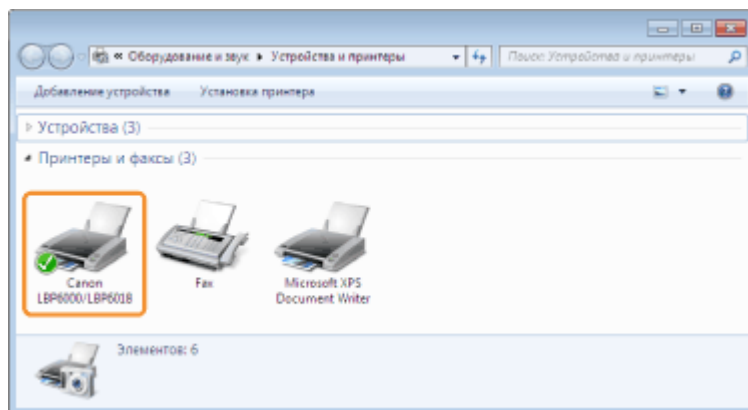 « Оборудование и звук ▸ Устройства и принтеры
Поиск: Устройства и принтеры
Добавление устройства Установка принтера
Устройства (3)
Принтеры и факсы (3)
Canon
LBP6000/LBP6018
Fax
Microsoft XPS
Document Writer
Элементов: 6